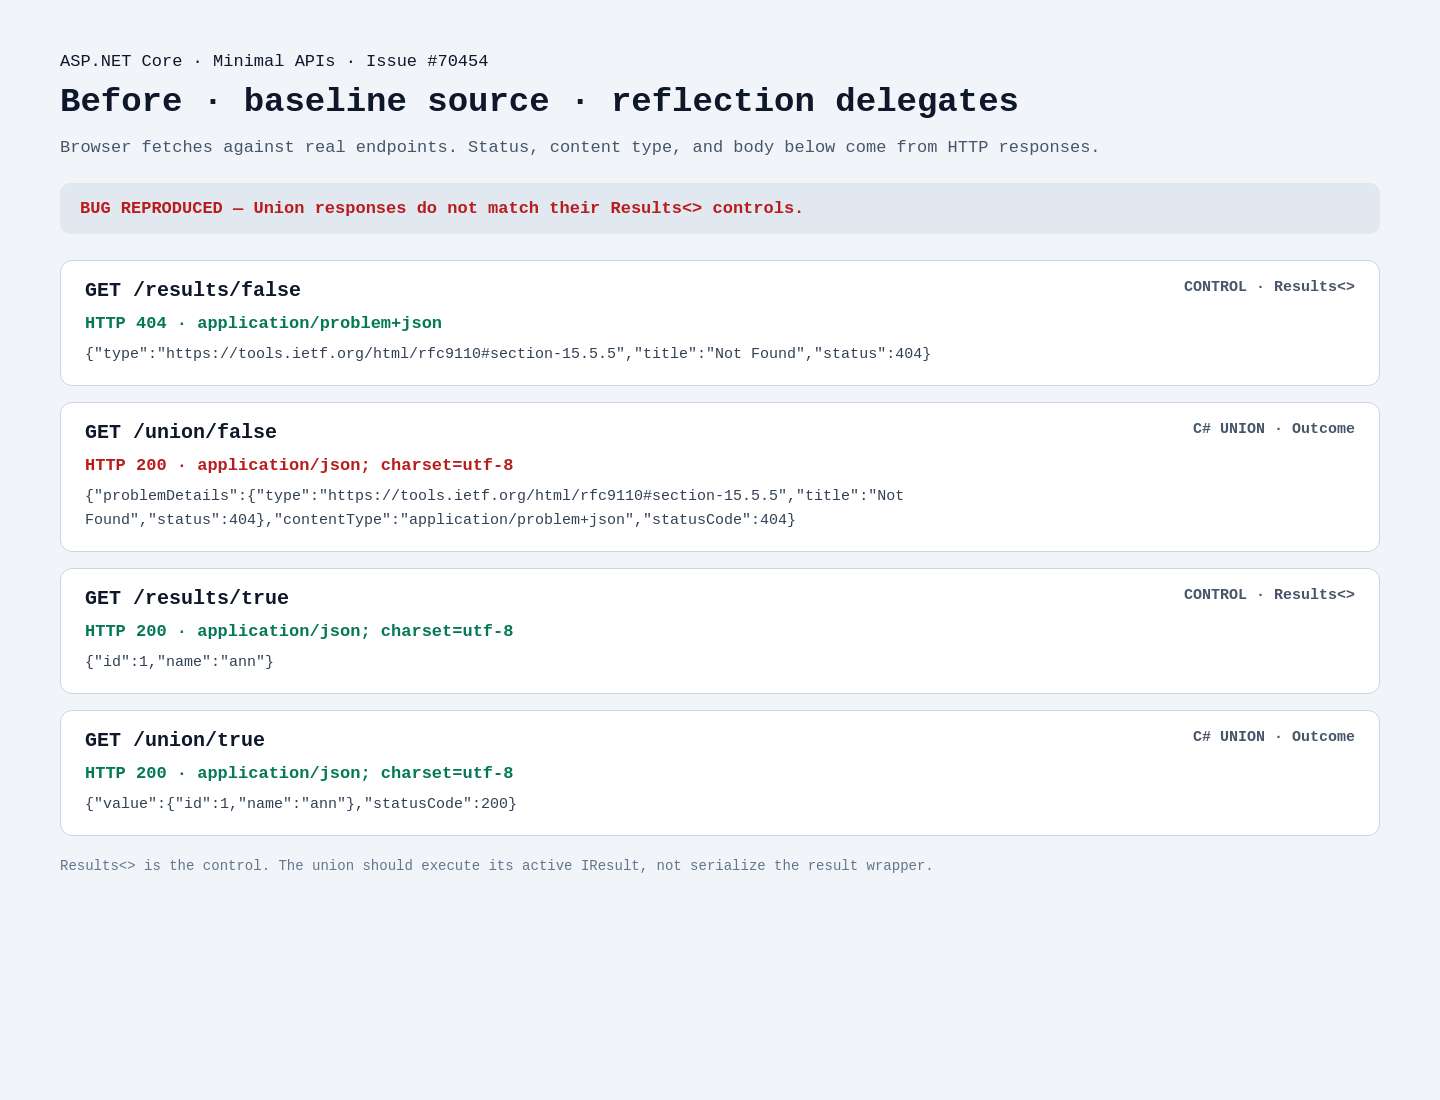 ASP.NET Core · Minimal APIs · Issue #70454
Before · baseline source · reflection delegates
Browser fetches against real endpoints. Status, content type, and body below come from HTTP responses.
BUG REPRODUCED — Union responses do not match their Results<> controls.
GET /results/false
CONTROL · Results<>
HTTP 404 · application/problem+json
{"type":"https://tools.ietf.org/html/rfc9110#section-15.5.5","title":"Not Found","status":404}
GET /union/false
C# UNION · Outcome
HTTP 200 · application/json; charset=utf-8
{"problemDetails":{"type":"https://tools.ietf.org/html/rfc9110#section-15.5.5","title":"Not
Found","status":404},"contentType":"application/problem+json","statusCode":404}
GET /results/true
CONTROL · Results<>
HTTP 200 · application/json; charset=utf-8
{"id":1,"name":"ann"}
GET /union/true
C# UNION · Outcome
HTTP 200 · application/json; charset=utf-8
{"value":{"id":1,"name":"ann"},"statusCode":200}
Results<> is the control. The union should execute its active IResult, not serialize the result wrapper.